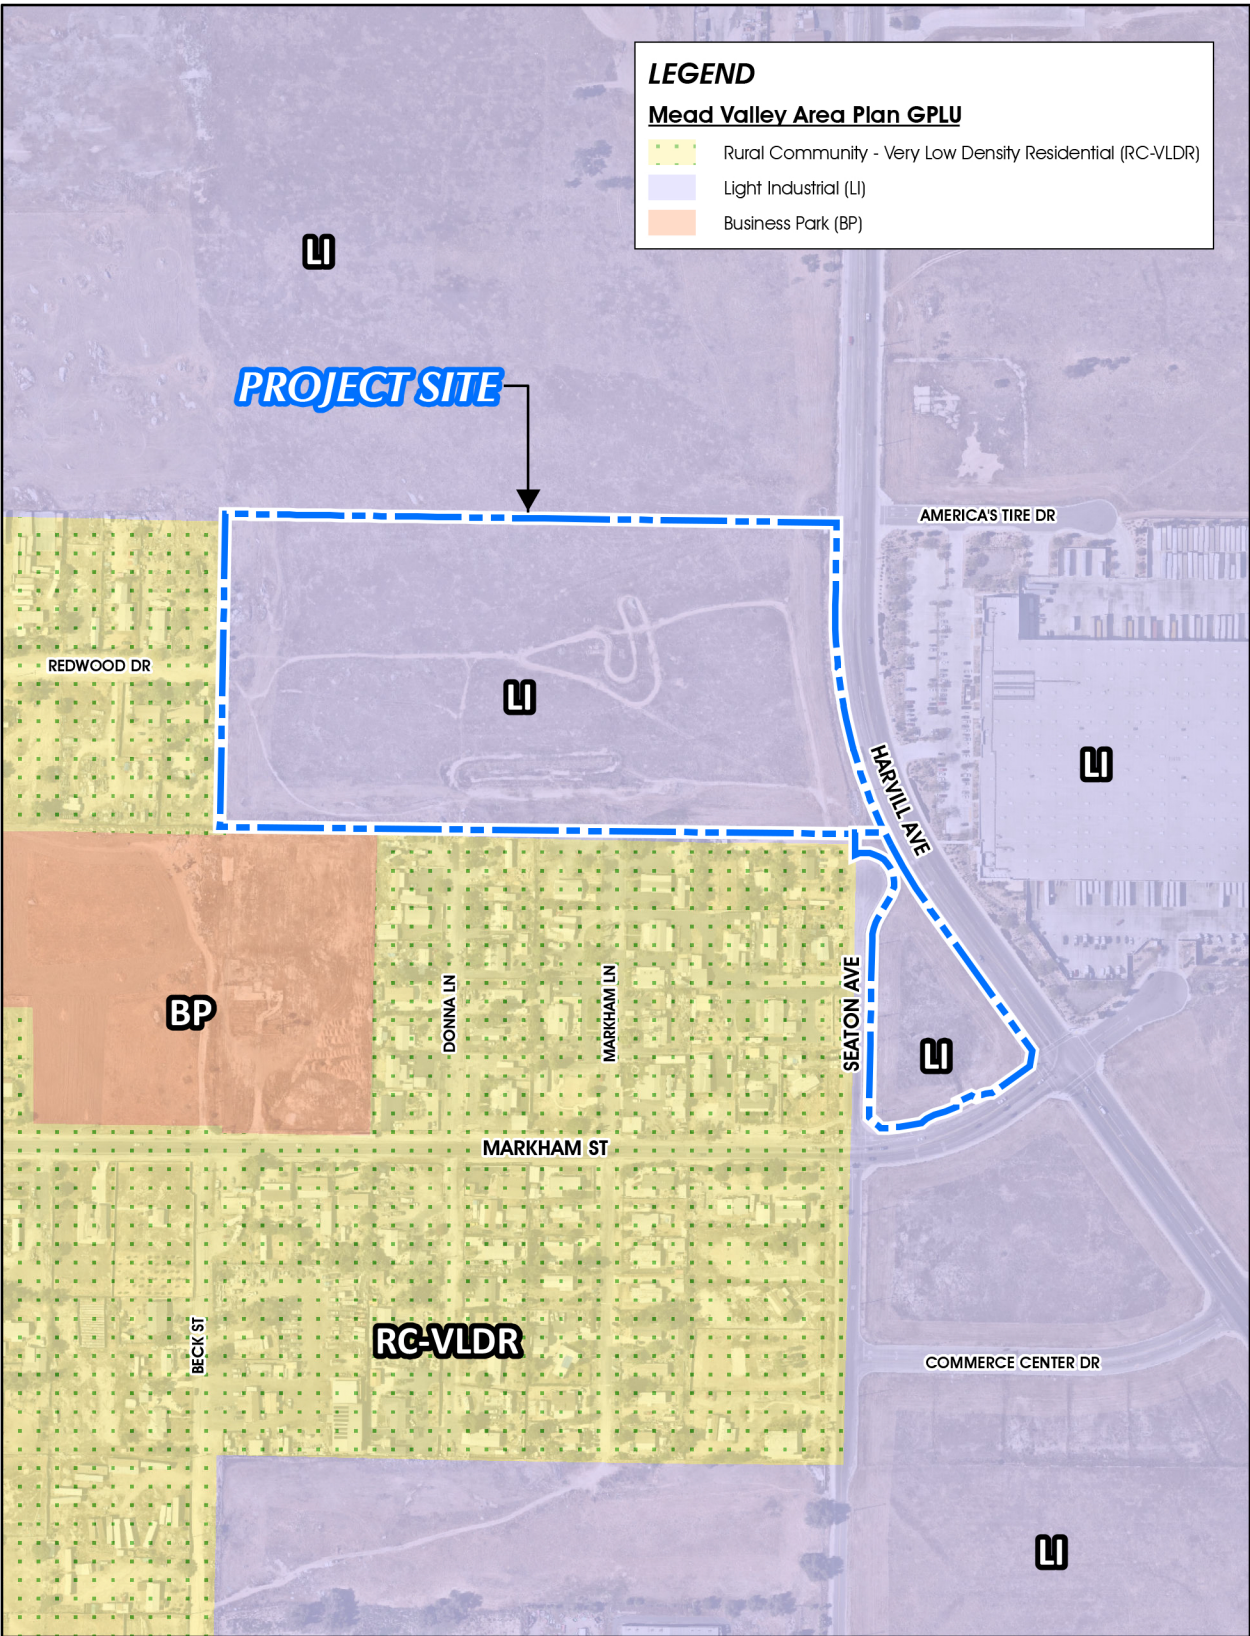 LEGEND
Mead Valley Area Plan GPLU
Rural Community - Very Low Density Residential (RC-VLDR)
Light Industrial (LI)
Business Park (BP)
LI
PROJECT SITE
AMERICA'S TIRE DR
REDWOOD DR
LI
HARVILL AVE
LI
BP
DONNA LN
MARKHAM LN
SEATON AVE
LI
MARKHAM ST
BECK ST
RC-VLDR
COMMERCE CENTER DR
LI